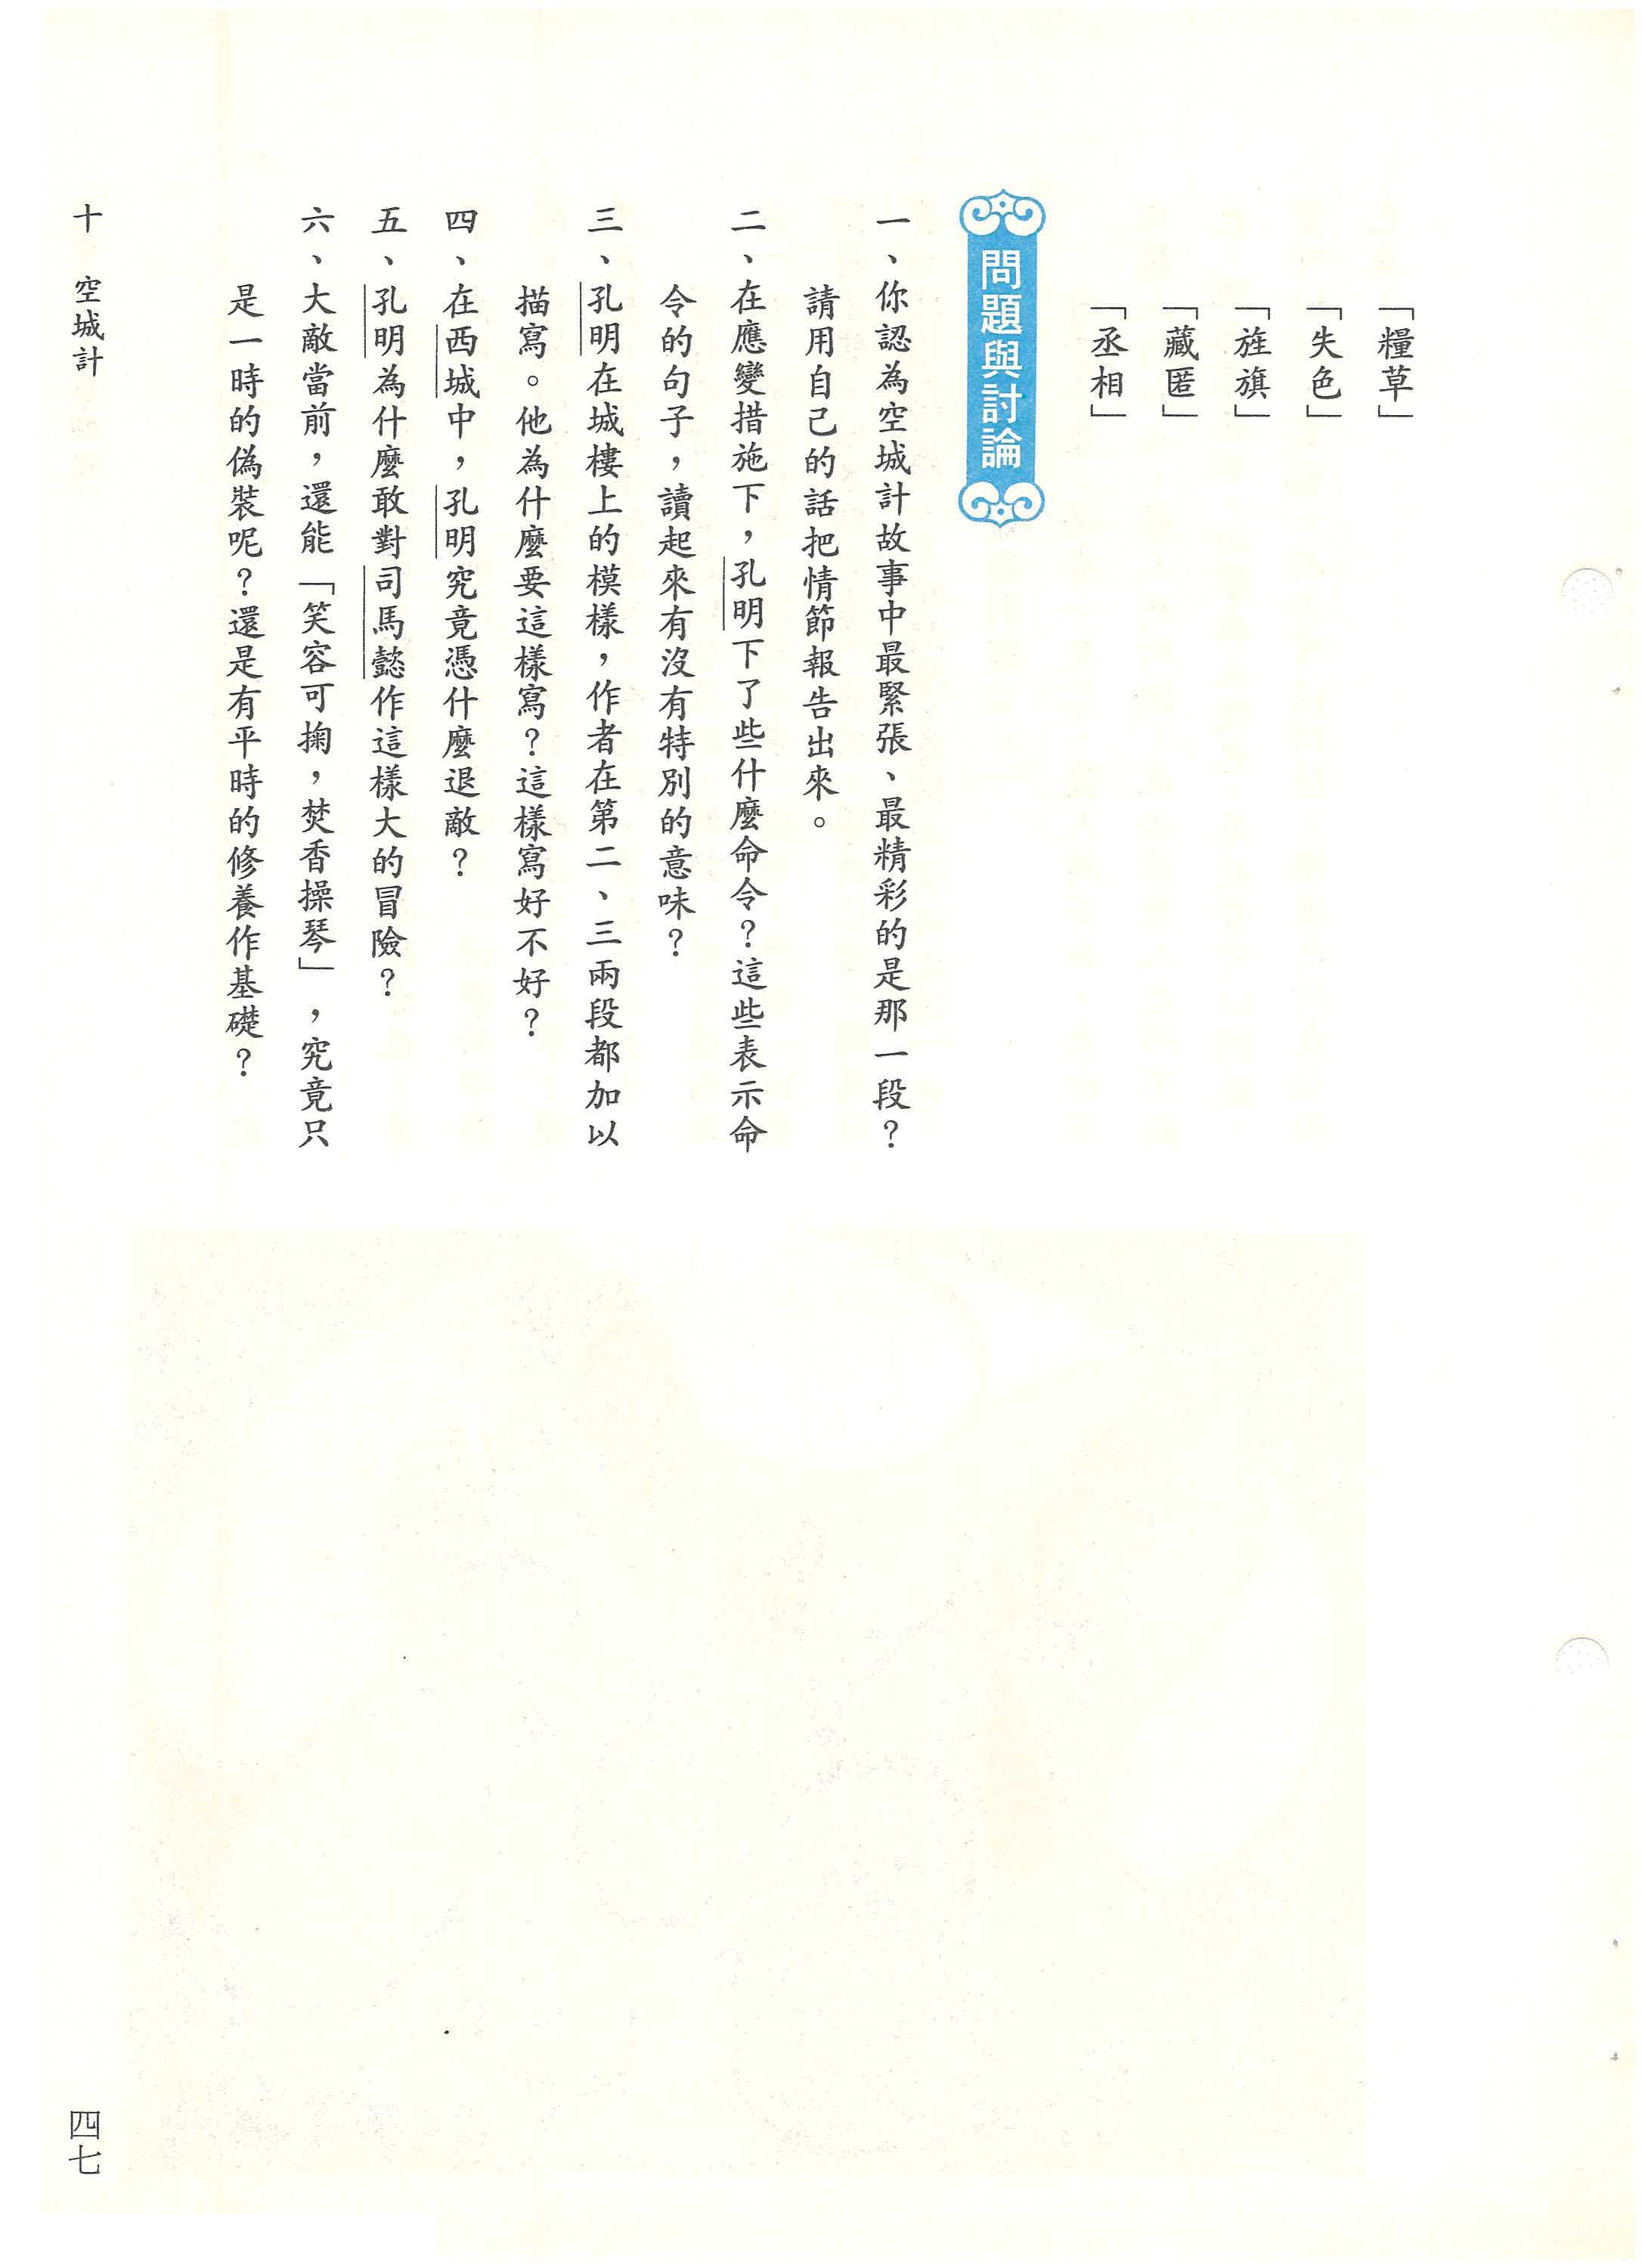 「糧草」
「失色」
「旌旗」
「藏匿」
「丞相」
問題與討論
一、你認為空城計故事中最緊張、最精彩的是那一段？
請用自己的話把情節報告出來。
二、在應變措施下，孔明下了些什麼命令？這些表示命
令的句子，讀起來有沒有特別的意味？
三、孔明在城樓上的模樣，作者在第二、三兩段都加以
描寫。他為什麼要這樣寫？這樣寫好不好？
四、在西城中，孔明究竟憑什麼退敵？
五、孔明為什麼敢對司馬懿作這樣大的冒險？
六、大敵當前，還能「笑容可掬，焚香操琴」，究竟只
是一時的偽裝呢？還是有平時的修養作基礎？
十　空城計
四七